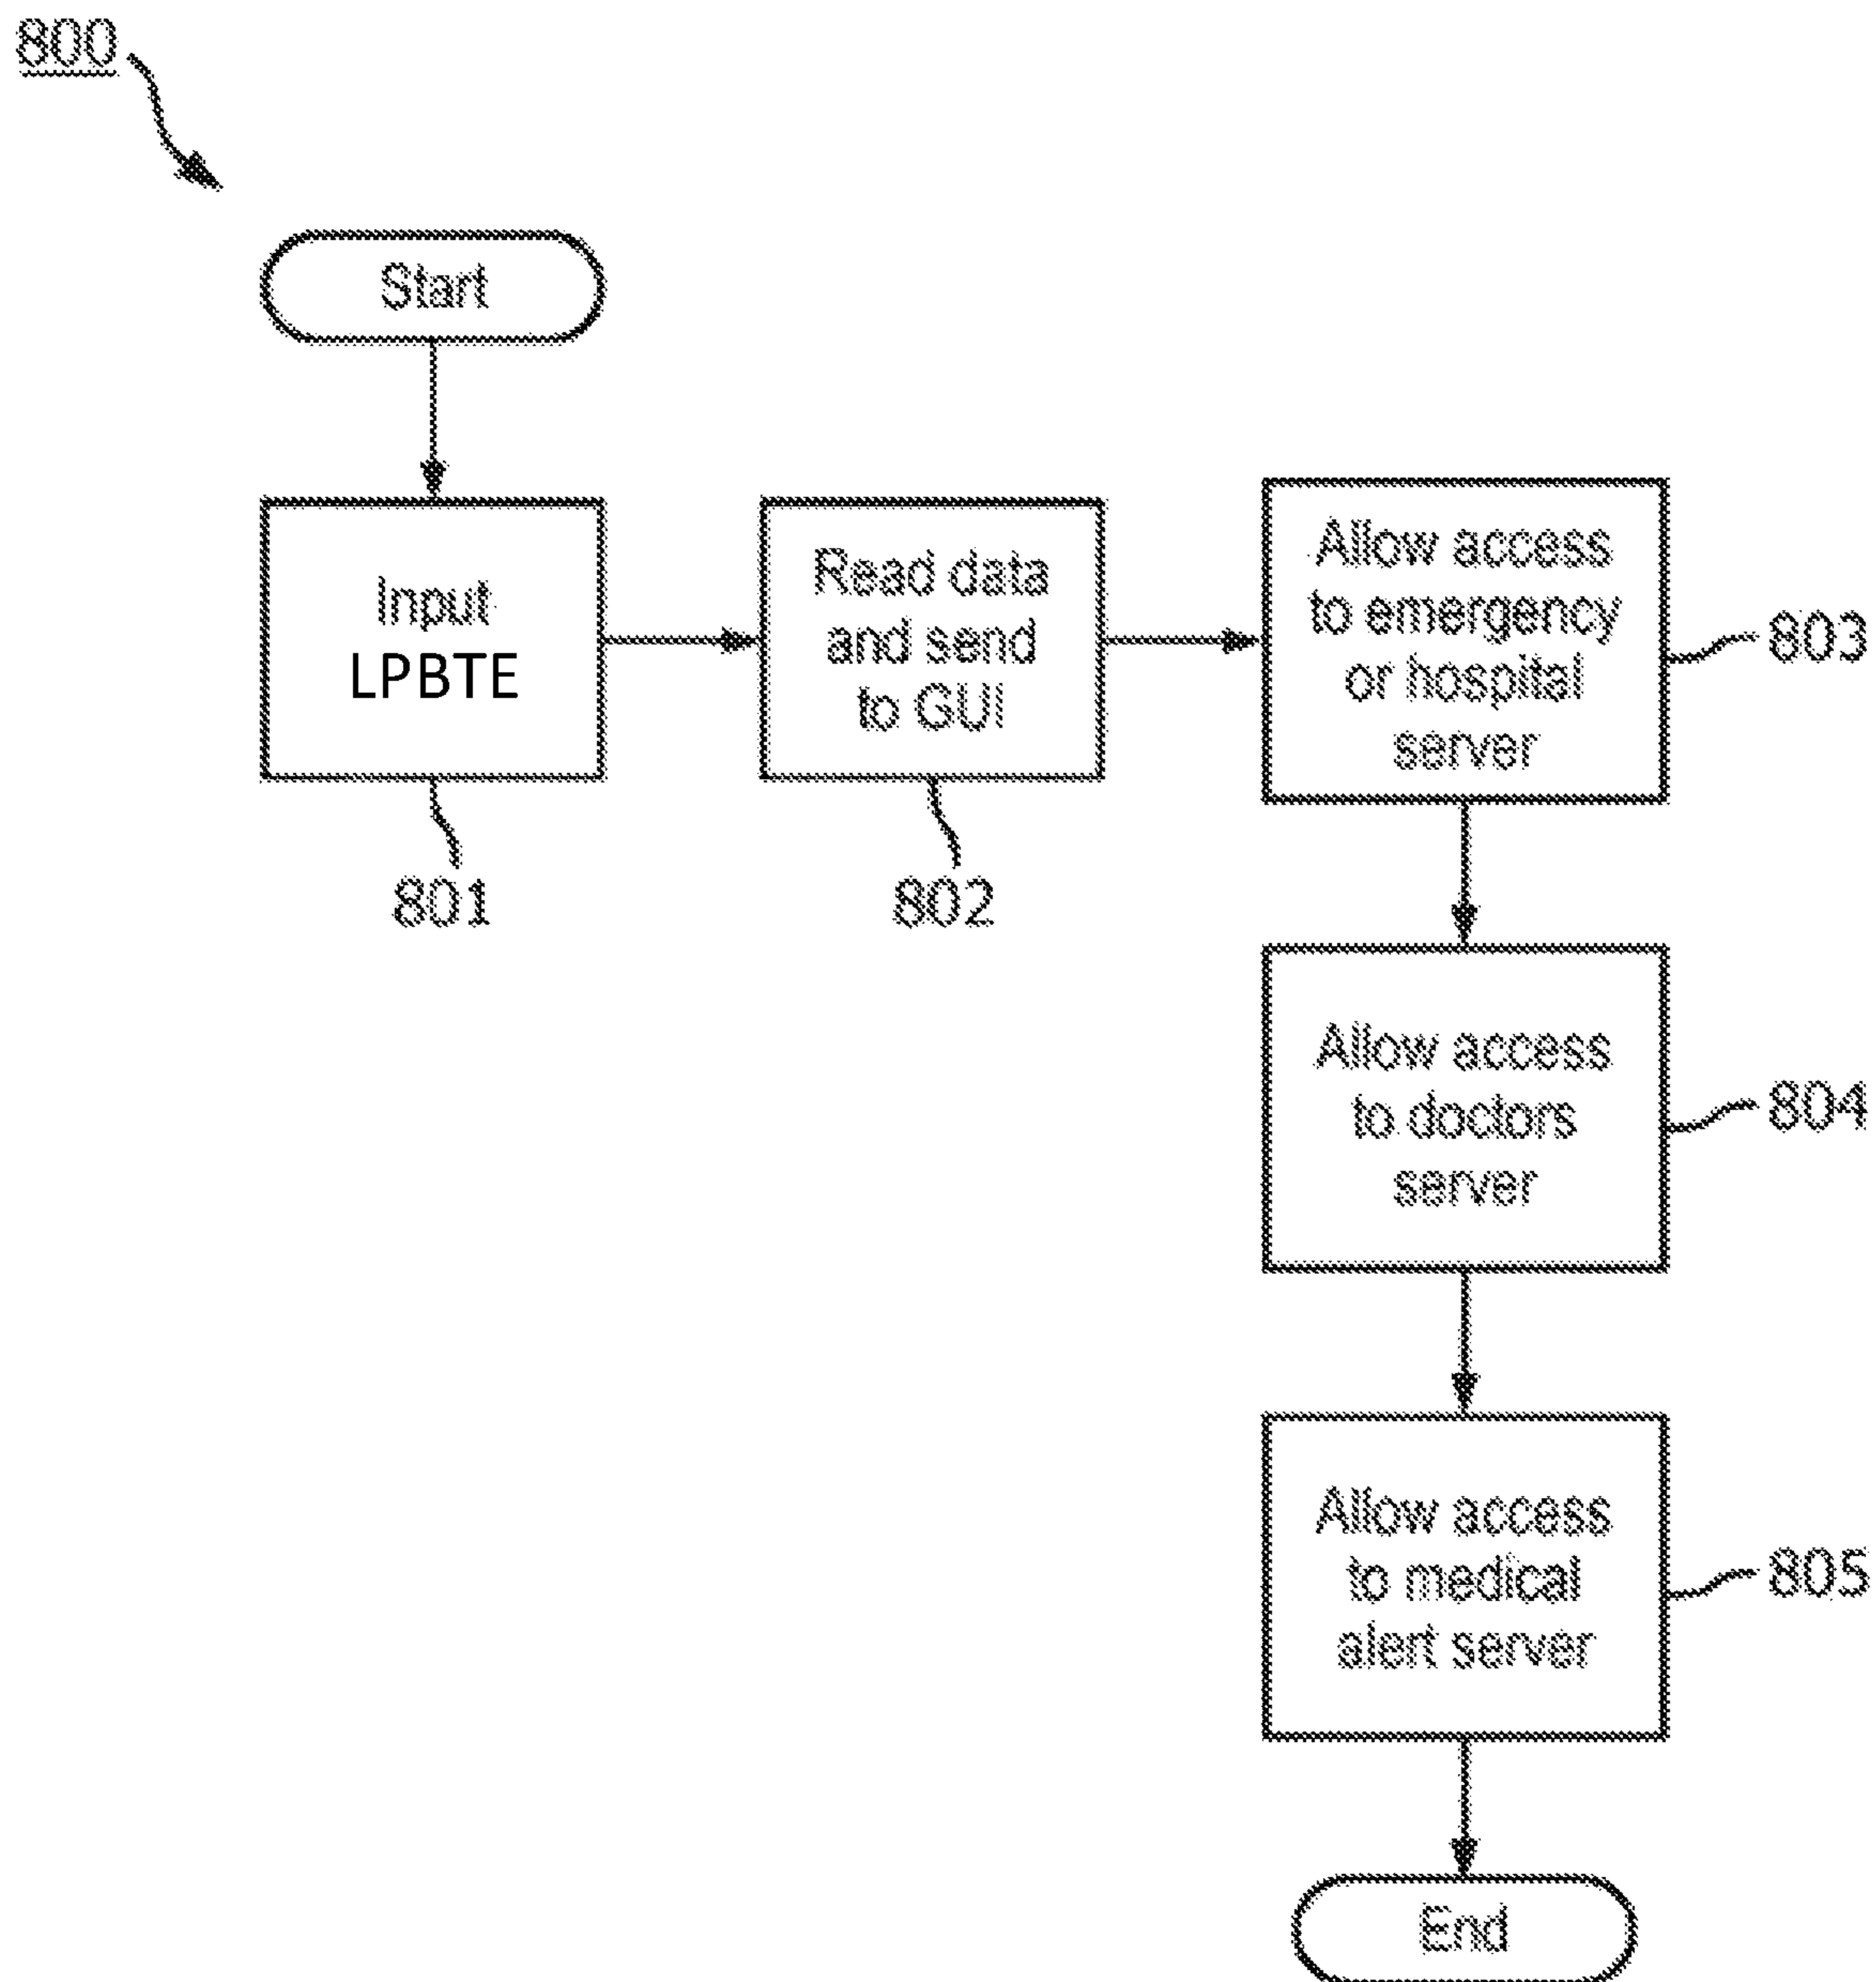 800
Start
Input
LPBTE
801
Read data
and send
to GUI
802
Allow access
to emergency
or hospital
server
803
Allow access
to doctors
server
804
Allow access
to medical
alert server
805
End